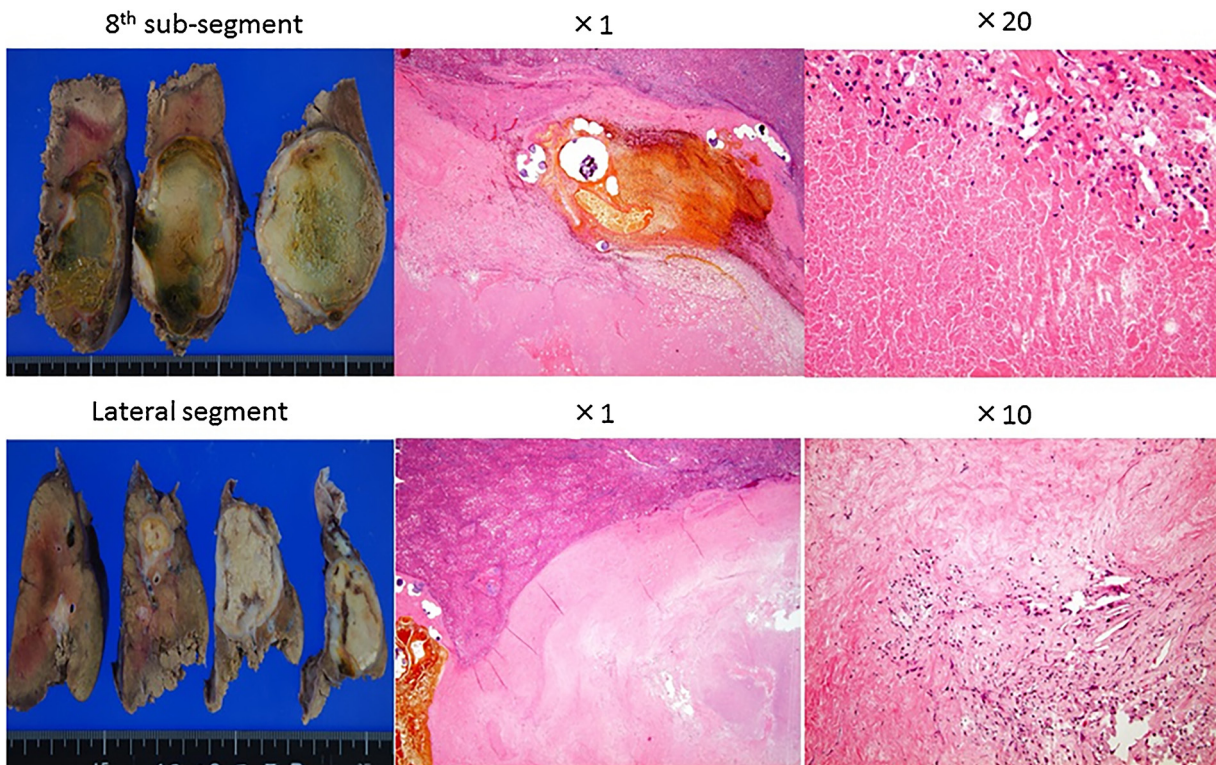 8th sub-segment
× 1
× 20
Lateral segment
× 1
× 10